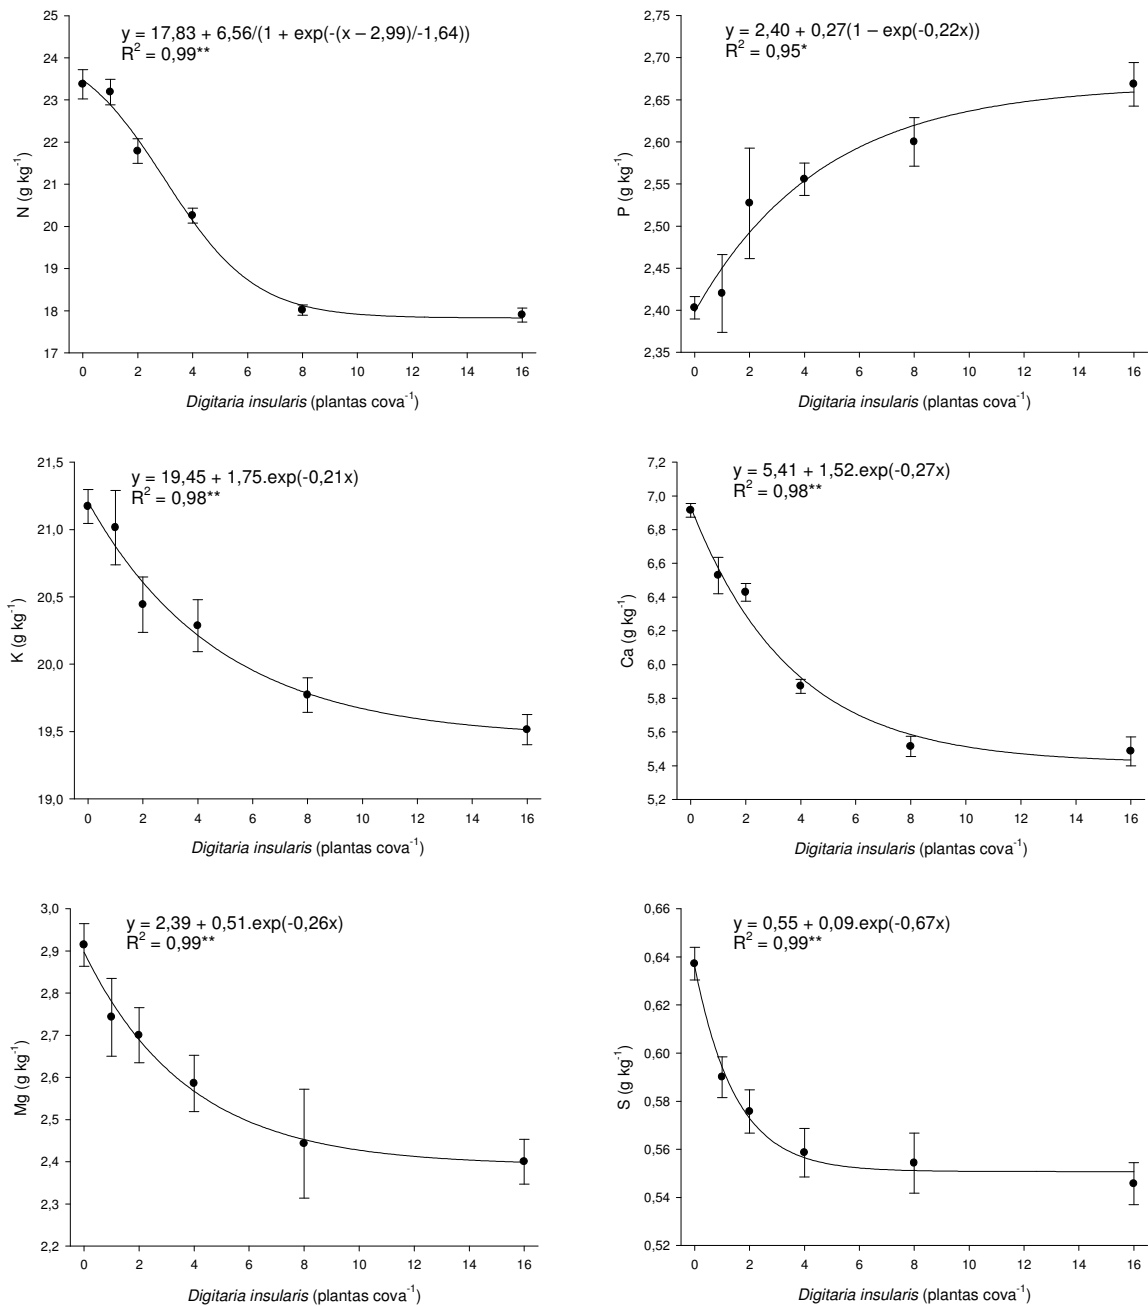 y = 17,83 + 6,56/(1 + exp(-(x – 2,99)/-1,64))
R² = 0,99**
25
24
23
22
21
20
19
18
17
N (g kg⁻¹)
0 2 4 6 8 10 12 14 16
Digitaria insularis (plantas cova⁻¹)
y = 2,40 + 0,27(1 – exp(-0,22x))
R² = 0,95*
2,75
2,70
2,65
2,60
2,55
2,50
2,45
2,40
2,35
P (g kg⁻¹)
0 2 4 6 8 10 12 14 16
Digitaria insularis (plantas cova⁻¹)
y = 19,45 + 1,75.exp(-0,21x)
R² = 0,98**
21,5
21,0
20,5
20,0
19,5
19,0
K (g kg⁻¹)
0 2 4 6 8 10 12 14 16
Digitaria insularis (plantas cova⁻¹)
y = 5,41 + 1,52.exp(-0,27x)
R² = 0,98**
7,2
7,0
6,8
6,6
6,4
6,2
6,0
5,8
5,6
5,4
5,2
Ca (g kg⁻¹)
0 2 4 6 8 10 12 14 16
Digitaria insularis (plantas cova⁻¹)
y = 2,39 + 0,51.exp(-0,26x)
R² = 0,99**
3,0
2,9
2,8
2,7
2,6
2,5
2,4
2,3
2,2
Mg (g kg⁻¹)
0 2 4 6 8 10 12 14 16
Digitaria insularis (plantas cova⁻¹)
y = 0,55 + 0,09.exp(-0,67x)
R² = 0,99**
0,66
0,64
0,62
0,60
0,58
0,56
0,54
0,52
S (g kg⁻¹)
0 2 4 6 8 10 12 14 16
Digitaria insularis (plantas cova⁻¹)